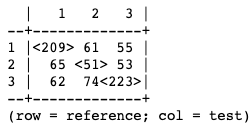 |   1   2   3 |
--+-------------+
1 |<209> 61  55 |
2 |  65 <51> 53 |
3 |  62  74<223>|
--+-------------+
(row = reference; col = test)